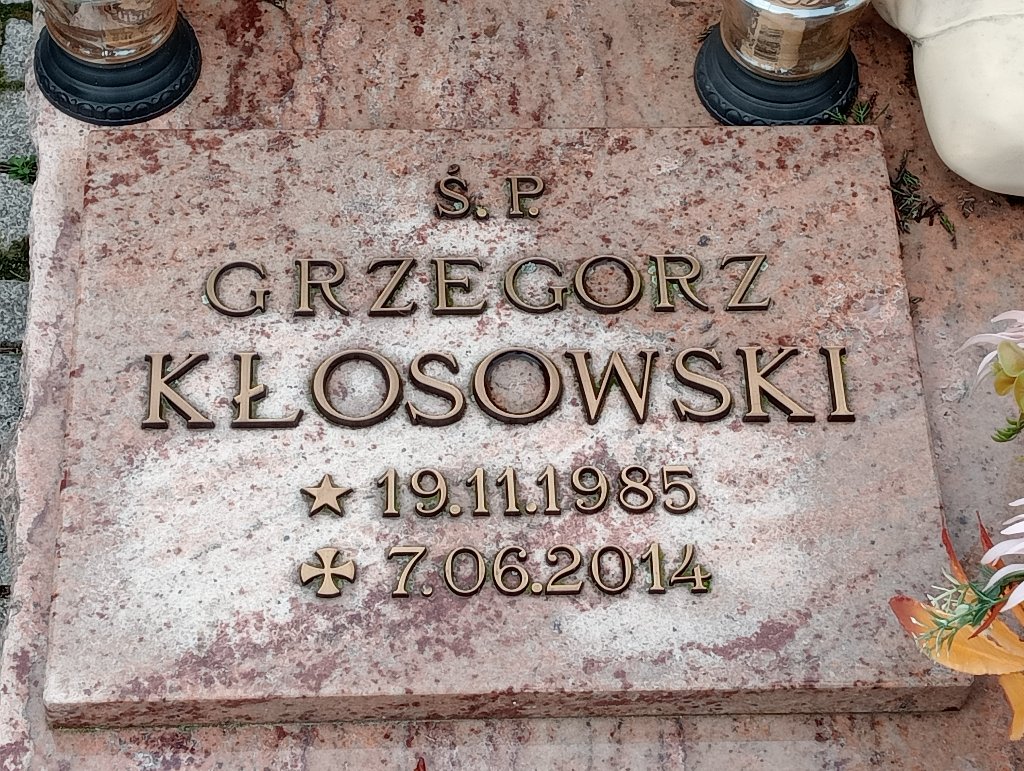 Ś. P.
GRZEGORZ
KŁOSOWSKI
19.11.1985
7.06.2014